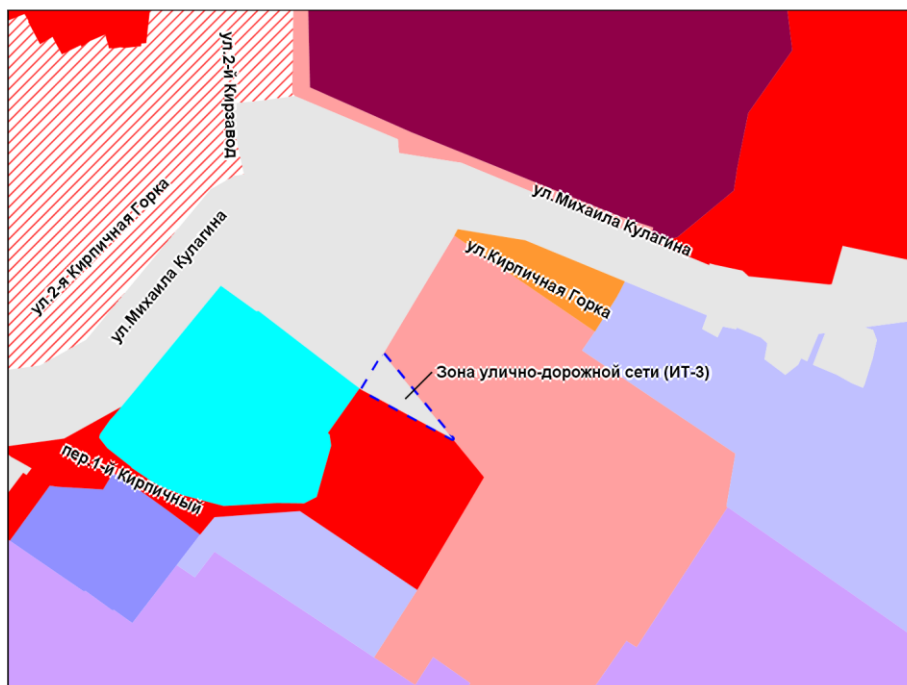 ул.2-й Кирзавод
ул.2-я Кирпичная Горка
ул.Михаила Кулагина
ул.Михаила Кулагина
ул.Кирпичная Горка
Зона улично-дорожной сети (ИТ-3)
пер.1-й Кирпичный